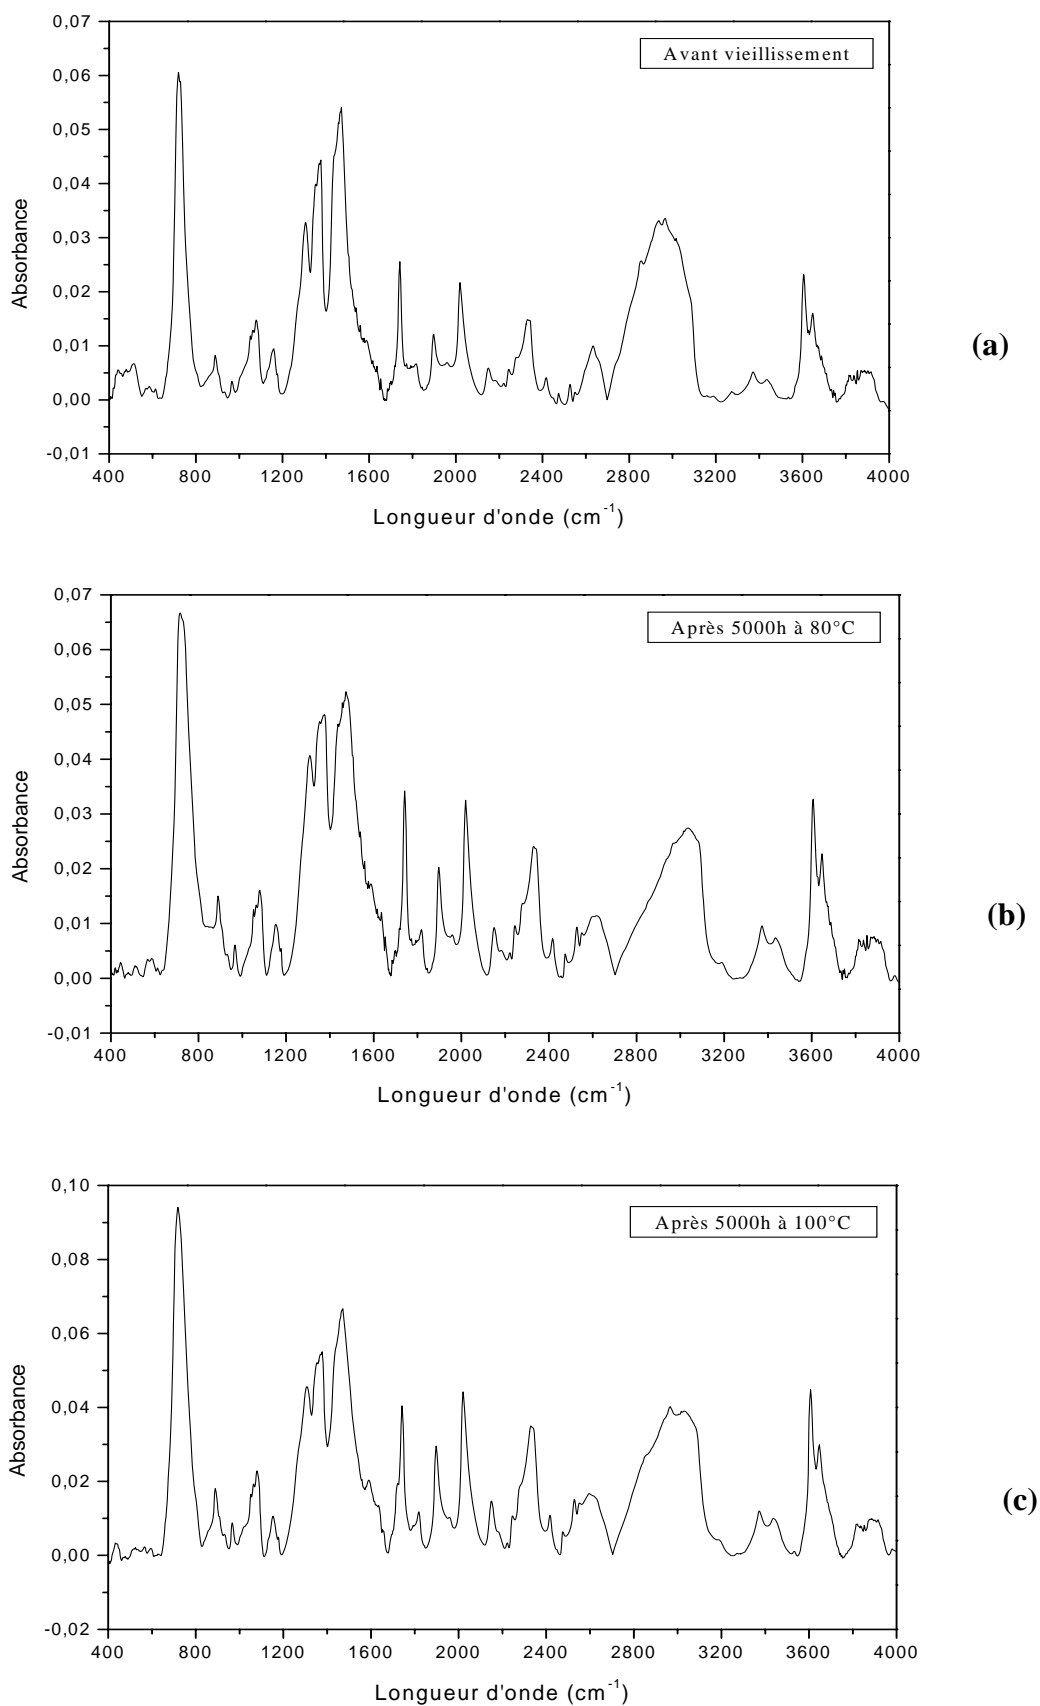 0,07
Avant vieillissement
0,06
0,05
0,04
0,03
0,02
0,01
0,00
-0,01
Absorbance
400 800 1200 1600 2000 2400 2800 3200 3600 4000
Longueur d'onde (cm-1)
(a)
0,07
Après 5000h à 80°C
0,06
0,05
0,04
0,03
0,02
0,01
0,00
-0,01
Absorbance
400 800 1200 1600 2000 2400 2800 3200 3600 4000
Longueur d'onde (cm-1)
(b)
0,10
Après 5000h à 100°C
0,08
0,06
0,04
0,02
0,00
-0,02
Absorbance
400 800 1200 1600 2000 2400 2800 3200 3600 4000
Longueur d'onde (cm-1)
(c)